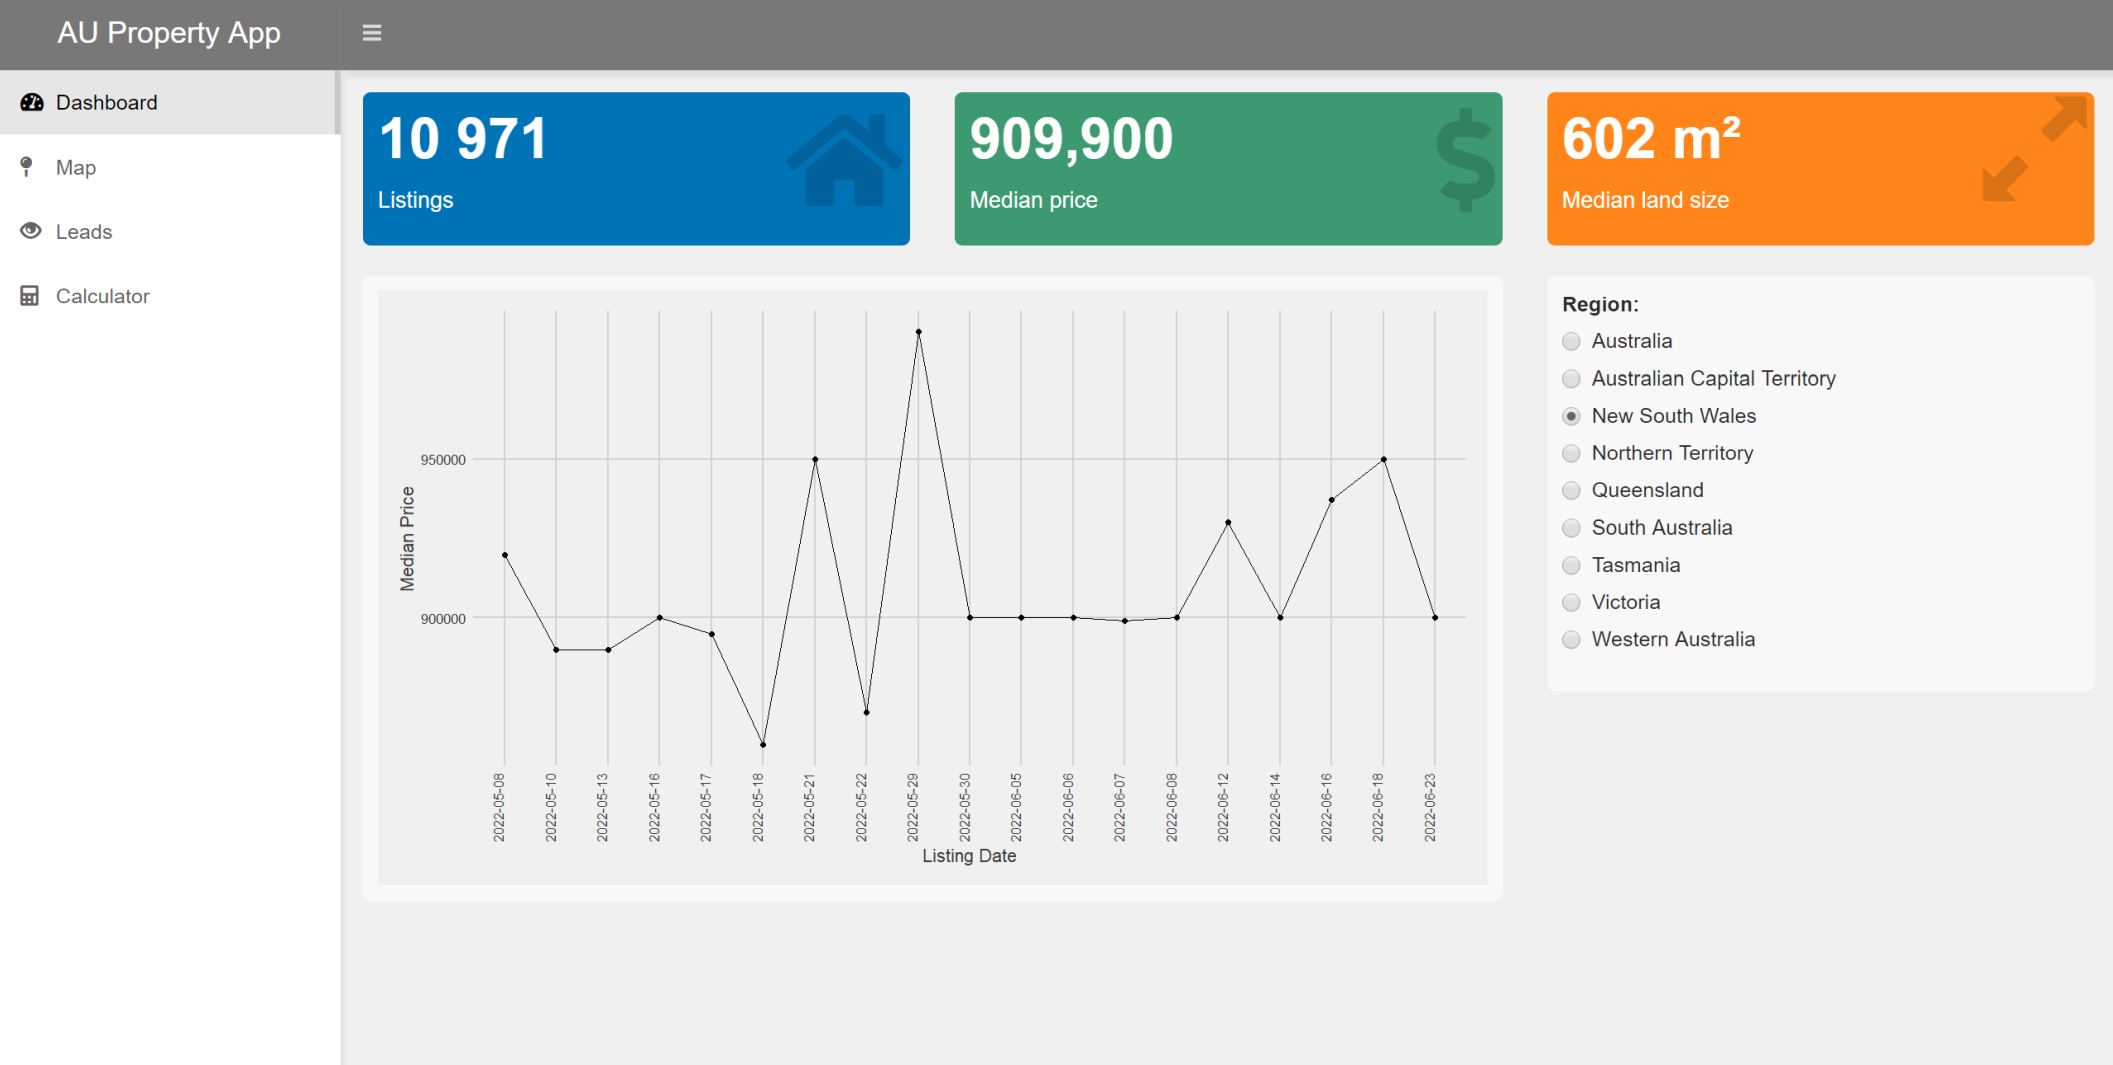 AU Property App
Dashboard
Map
Leads
Calculator
10 971
Listings
909,900
Median price
602 m²
Median land size
Median Price
950000
900000
2022-05-08
2022-05-10
2022-05-13
2022-05-16
2022-05-17
2022-05-18
2022-05-21
2022-05-22
2022-05-29
2022-05-30
2022-06-05
2022-06-06
2022-06-07
2022-06-08
2022-06-12
2022-06-14
2022-06-16
2022-06-18
2022-06-23
Listing Date
Region:
Australia
Australian Capital Territory
New South Wales
Northern Territory
Queensland
South Australia
Tasmania
Victoria
Western Australia